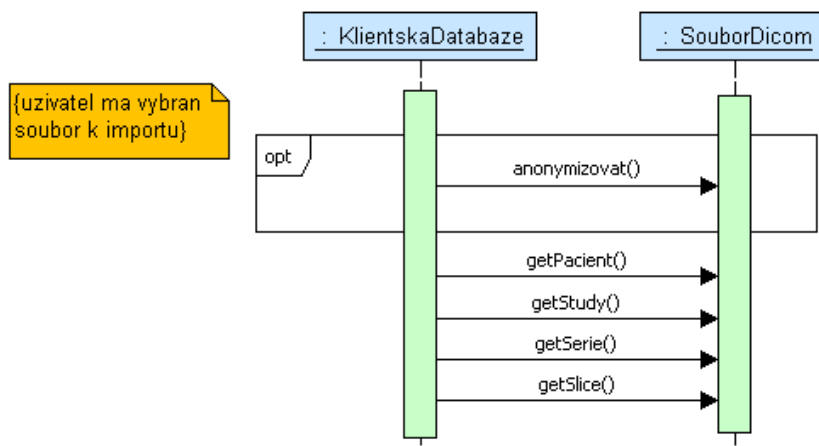 : KlientskaDatabaze
: SouborDicom
{uzivatel ma vybran
soubor k importu}
opt
anonymizovat()
getPacient()
getStudy()
getSerie()
getSlice()